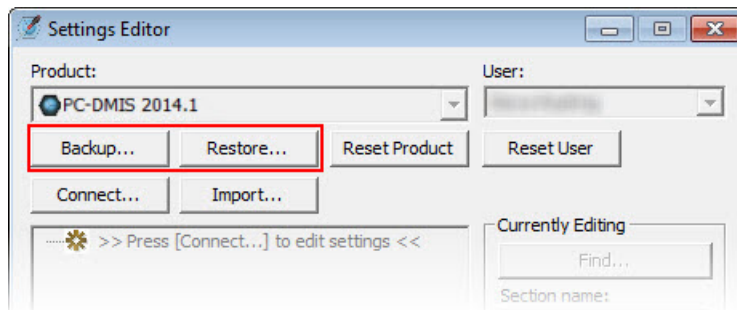 Settings Editor
Product: User:
PC-DMIS 2014.1
Backup... Restore... Reset Product Reset User
Connect... Import...
>> Press [Connect...] to edit settings <<
Currently Editing
Find...
Section name: